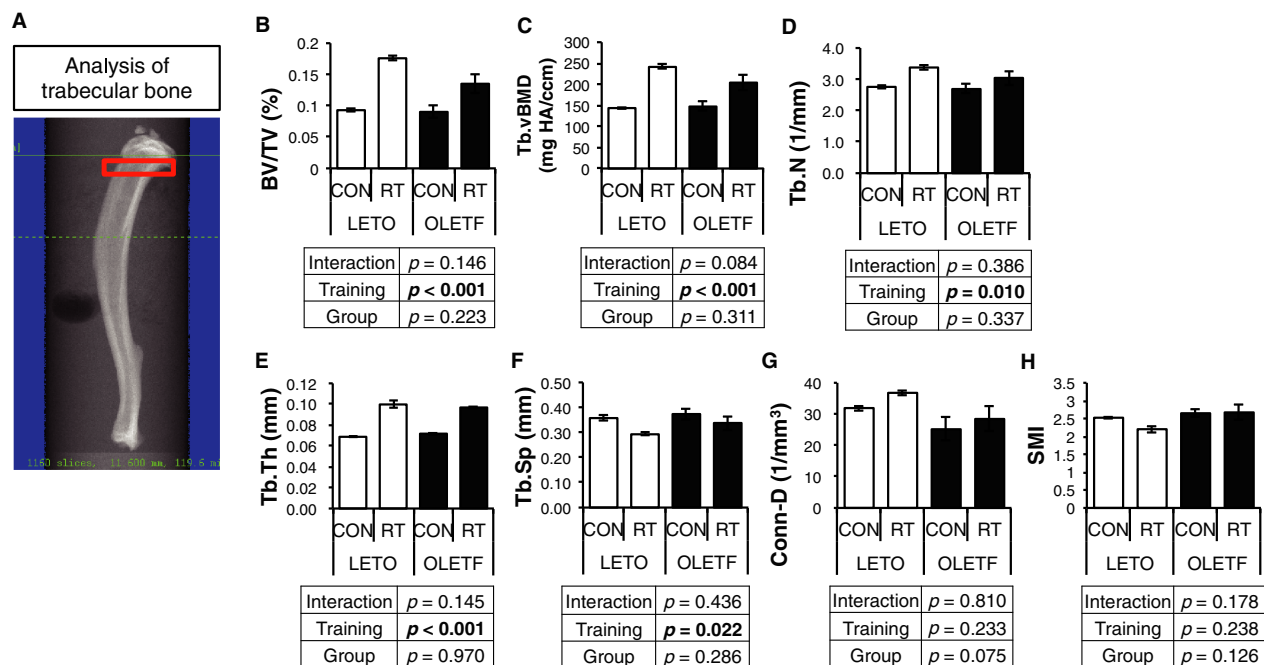 A
Analysis of
trabecular bone
1160 slices, 11.600 mm, 119.6 mi
B
BV/TV (%)
0.2
0.15
0.1
0.05
0
CON RT CON RT
LETO OLETF
Interaction p = 0.146
Training p < 0.001
Group p = 0.223
C
Tb.vBMD
(mg HA/ccm)
300
250
200
150
100
50
0
CON RT CON RT
LETO OLETF
Interaction p = 0.084
Training p < 0.001
Group p = 0.311
D
Tb.N (1/mm)
4.0
3.0
2.0
1.0
0.0
CON RT CON RT
LETO OLETF
Interaction p = 0.386
Training p = 0.010
Group p = 0.337
E
Tb.Th (mm)
0.12
0.10
0.08
0.06
0.04
0.02
0.00
CON RT CON RT
LETO OLETF
Interaction p = 0.145
Training p < 0.001
Group p = 0.970
F
Tb.Sp (mm)
0.50
0.40
0.30
0.20
0.10
0.00
CON RT CON RT
LETO OLETF
Interaction p = 0.436
Training p = 0.022
Group p = 0.286
G
Conn-D (1/mm³)
40
30
20
10
0
CON RT CON RT
LETO OLETF
Interaction p = 0.810
Training p = 0.233
Group p = 0.075
H
SMI
3
2.5
2
1.5
1
0.5
0
CON RT CON RT
LETO OLETF
Interaction p = 0.178
Training p = 0.238
Group p = 0.126